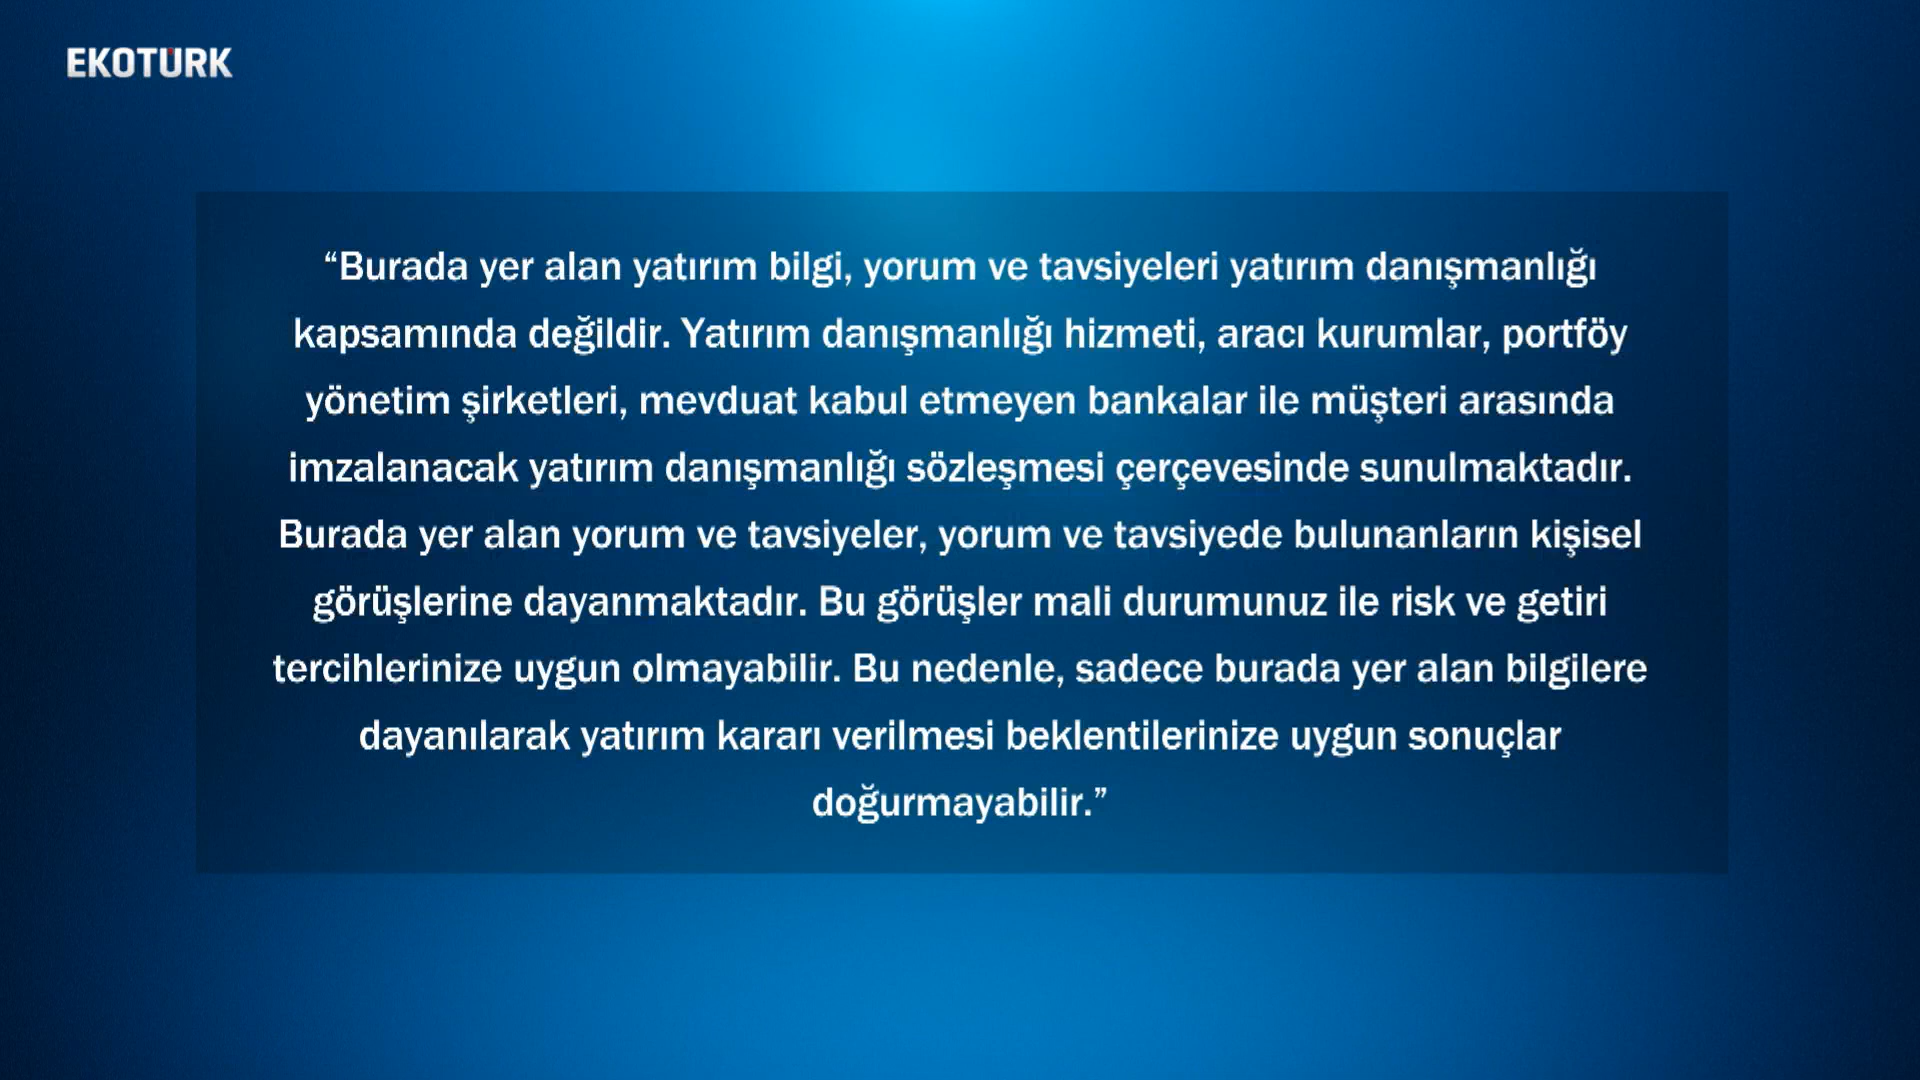 EKOTÜRK
“Burada yer alan yatırım bilgi, yorum ve tavsiyeleri yatırım danışmanlığı
kapsamında değildir. Yatırım danışmanlığı hizmeti, aracı kurumlar, portföy
yönetim şirketleri, mevduat kabul etmeyen bankalar ile müşteri arasında
imzalanacak yatırım danışmanlığı sözleşmesi çerçevesinde sunulmaktadır.
Burada yer alan yorum ve tavsiyeler, yorum ve tavsiyede bulunanların kişisel
görüşlerine dayanmaktadır. Bu görüşler mali durumunuz ile risk ve getiri
tercihlerinize uygun olmayabilir. Bu nedenle, sadece burada yer alan bilgilere
dayanılarak yatırım kararı verilmesi beklentilerinize uygun sonuçlar
doğurmayabilir.”